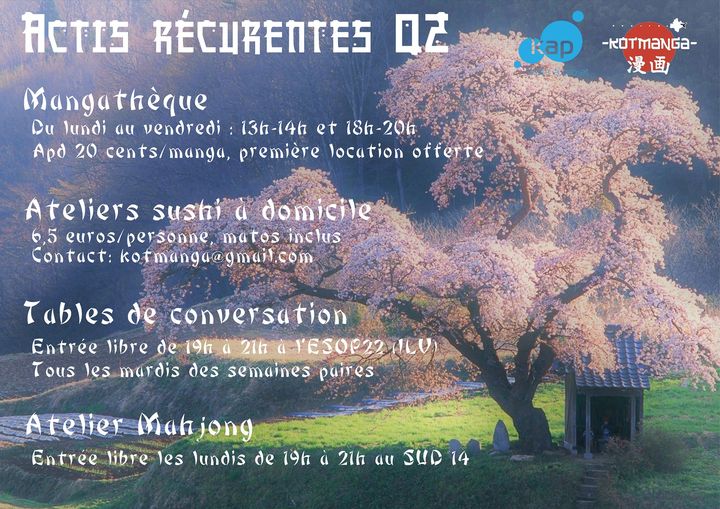 Actis récurentes Q2
kap
-KOTMANGA-
漫画
Mangathèque
Du lundi au vendredi : 13h-14h et 18h-20h
Apd 20 cents/manga, première location offerte
Ateliers sushi à domicile
6,5 euros/personne, matos inclus
Contact: kotmanga@gmail.com
Tables de conversation
Entrée libre de 19h à 21h à l'ESOP22 (ILV)
Tous les mardis des semaines paires
Atelier Mahjong
Entrée libre les lundis de 19h à 21h au SUD 14